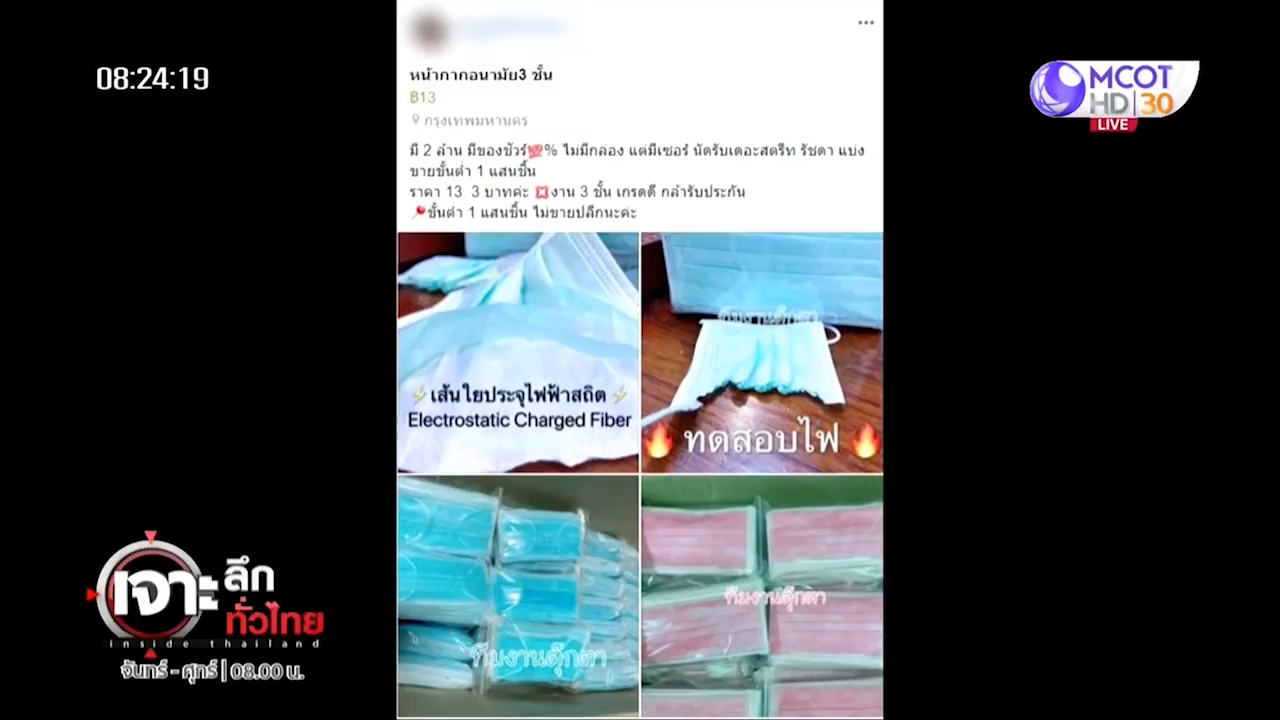 08:24:19
MCOT
HD 30
LIVE
หน้ากากอนามัย3 ชั้น
฿13
กรุงเทพมหานคร
มี 2 ล้าน มีของชัวร์💯% ไม่มีกล่อง แต่มีเซอร์ นัดรับเดอะสตรีท รัชดา แบ่ง
ขายขั้นต่ำ 1 แสนชิ้น
ราคา 13. 3 บาทค่ะ 💢งาน 3 ชั้น เกรดดี กล้ารับประกัน
📍ขั้นต่ำ 1 แสนชิ้น ไม่ขายปลีกนะค่ะ
⚡เส้นใยประจุไฟฟ้าสถิต⚡
Electrostatic Charged Fiber
ทีมงานตุ๊กตา
🔥 ทดสอบไฟ 🔥
ทีมงานตุ๊กตา
ทีมงานตุ๊กตา
เจาะลึกทั่วไทย
inside thailand
จันทร์ - ศุกร์ | 08.00 น.